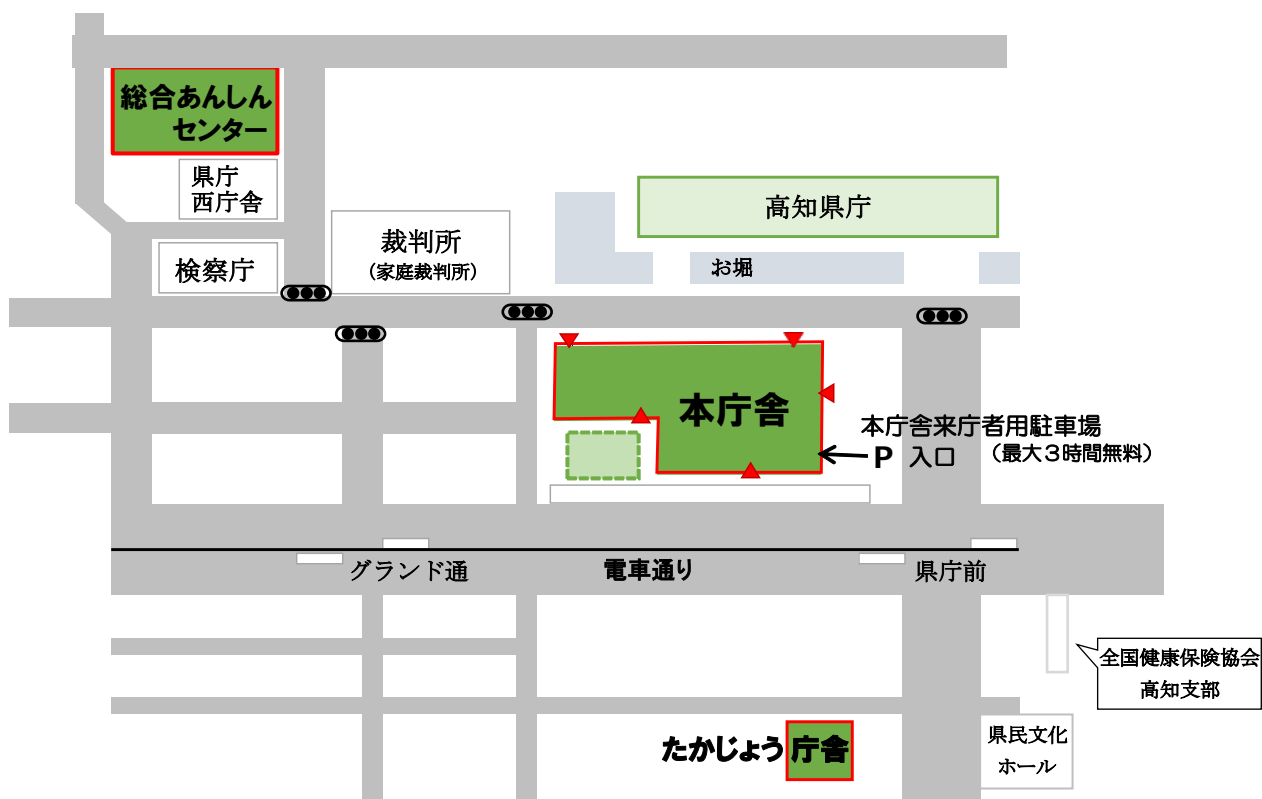 総合あんしん
センター
県庁
西庁舎
検察庁
裁判所
（家庭裁判所）
高知県庁
お堀
本庁舎
本庁舎来庁者用駐車場
P 入口 （最大３時間無料）
グランド通
電車通り
県庁前
全国健康保険協会
高知支部
たかじょう庁舎
県民文化
ホール